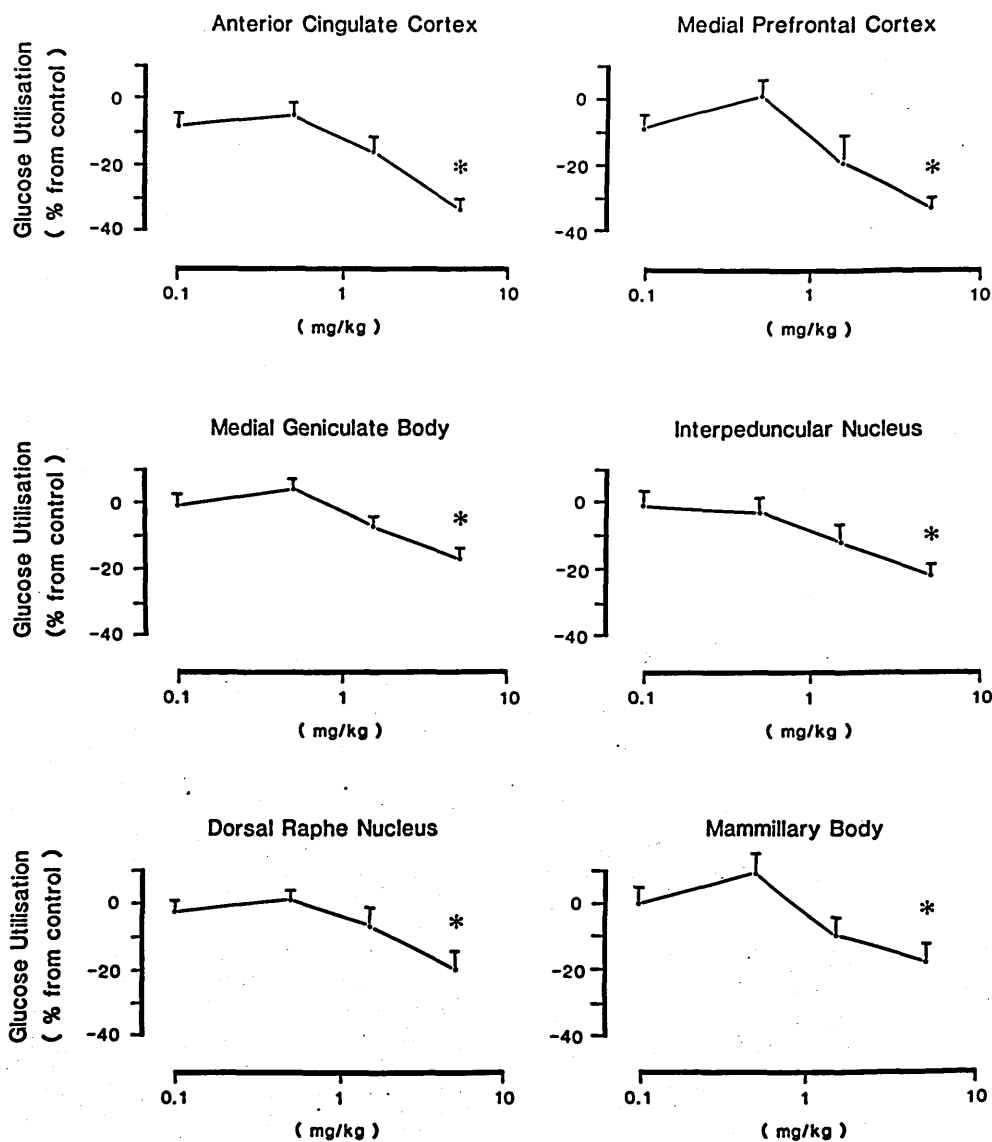 Anterior Cingulate Cortex
Glucose Utilisation
( % from control )
0
-20
-40
*
0.1 1 10
( mg/kg )
Medial Prefrontal Cortex
0
-20
-40
*
0.1 1 10
( mg/kg )
Medial Geniculate Body
Glucose Utilisation
(% from control )
0
-20
-40
*
0.1 1 10
( mg/kg )
Interpeduncular Nucleus
0
-20
-40
*
0.1 1 10
( mg/kg )
Dorsal Raphe Nucleus
Glucose Utilisation
( % from control )
0
-20
-40
*
0.1 1 10
( mg/kg )
Mammillary Body
0
-20
-40
*
0.1 1 10
( mg/kg )